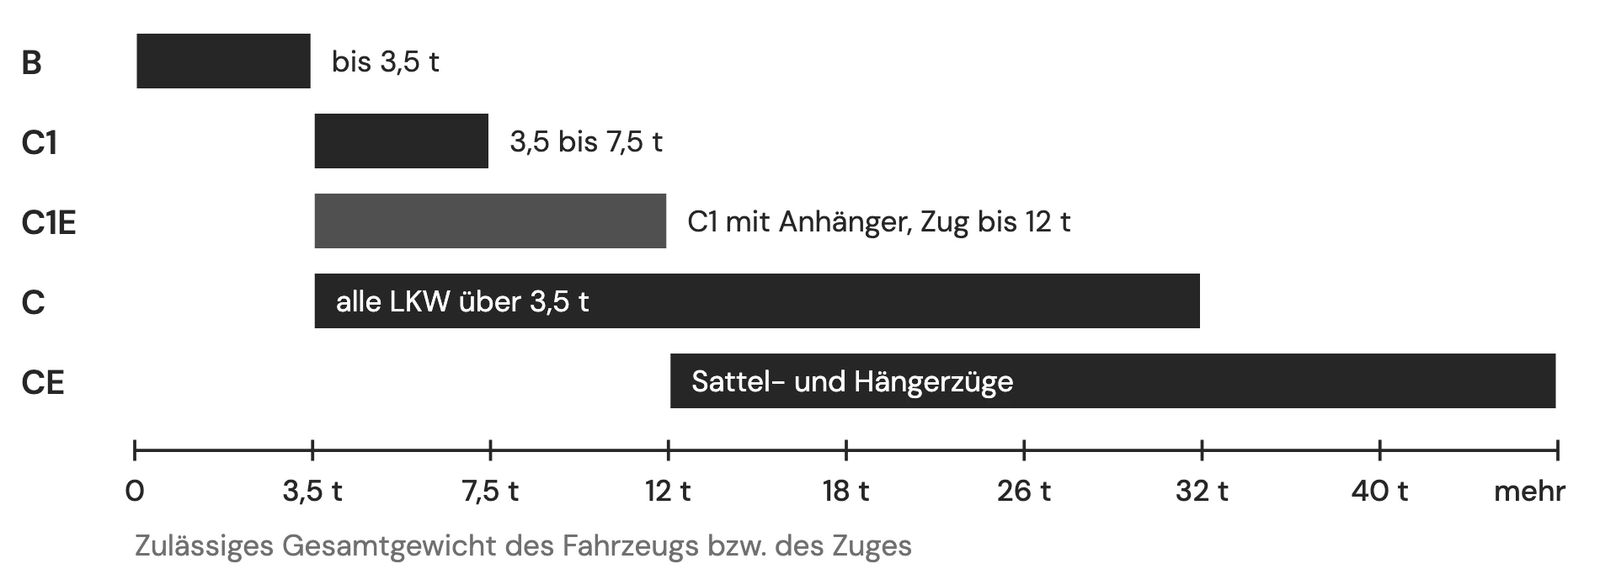 B bis 3,5 t
C1 3,5 bis 7,5 t
C1E C1 mit Anhänger, Zug bis 12 t
C alle LKW über 3,5 t
CE Sattel- und Hängerzüge
0 3,5 t 7,5 t 12 t 18 t 26 t 32 t 40 t mehr
Zulässiges Gesamtgewicht des Fahrzeugs bzw. des Zuges